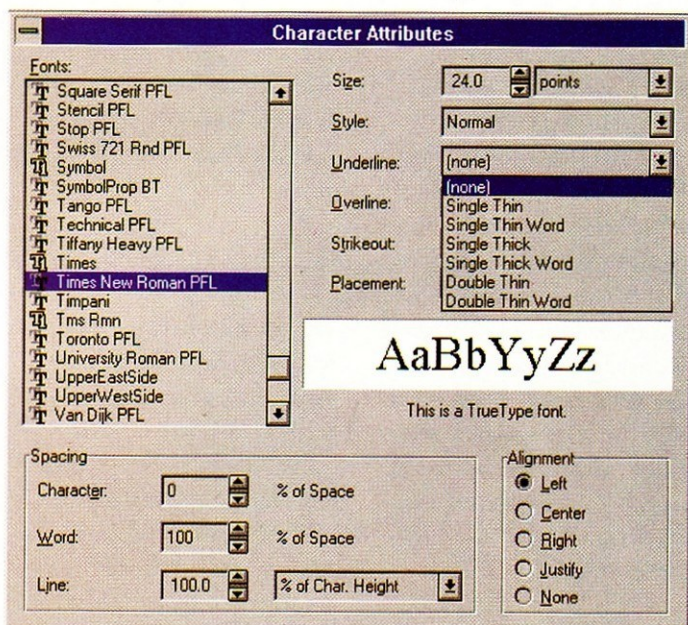 Character Attributes
Fonts:
Square Serif PFL
Stencil PFL
Stop PFL
Swiss 721 Rnd PFL
Symbol
SymbolProp BT
Tango PFL
Technical PFL
Tiffany Heavy PFL
Times
Times New Roman PFL
Timpani
Tms Rmn
Toronto PFL
University Roman PFL
UpperEastSide
UpperWestSide
Van Dijk PFL
Size: 24.0 points
Style: Normal
Underline: (none)
(none)
Single Thin
Single Thin Word
Single Thick
Single Thick Word
Double Thin
Double Thin Word
Overline:
Strikeout:
Placement:
AaBbYyZz
This is a TrueType font.
Spacing
Character: 0 % of Space
Word: 100 % of Space
Line: 100.0 % of Char. Height
Alignment
Left
Center
Right
Justify
None